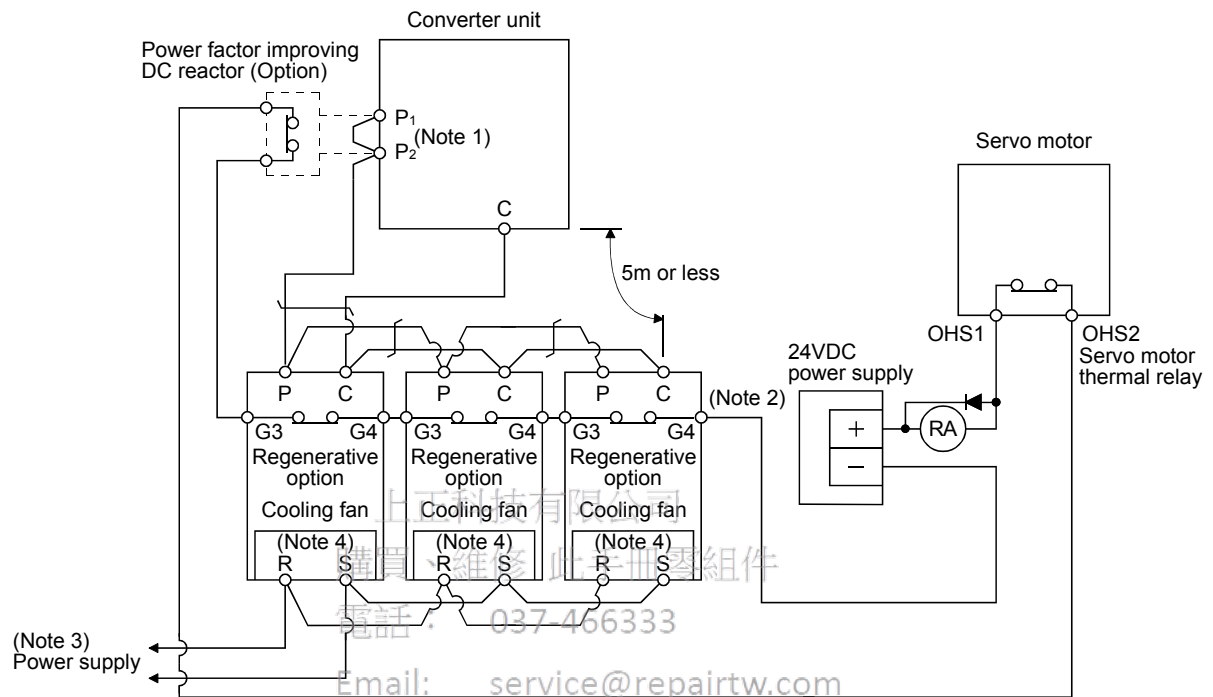 Converter unit
Power factor improving
DC reactor (Option)
P1
(Note 1)
P2
C
Servo motor
5m or less
OHS1
OHS2
Servo motor
thermal relay
24VDC
power supply
+
−
RA
P C P C P C
(Note 2)
G3 G4 G3 G4 G3 G4
Regenerative
option
Regenerative
option
Regenerative
option
Cooling fan
Cooling fan
Cooling fan
(Note 4) (Note 4) (Note 4)
R S R S R S
(Note 3)
Power supply
上正科技有限公司
購買、維修 此手冊零組件
電話: 037-466333
Email: service@repairtw.com